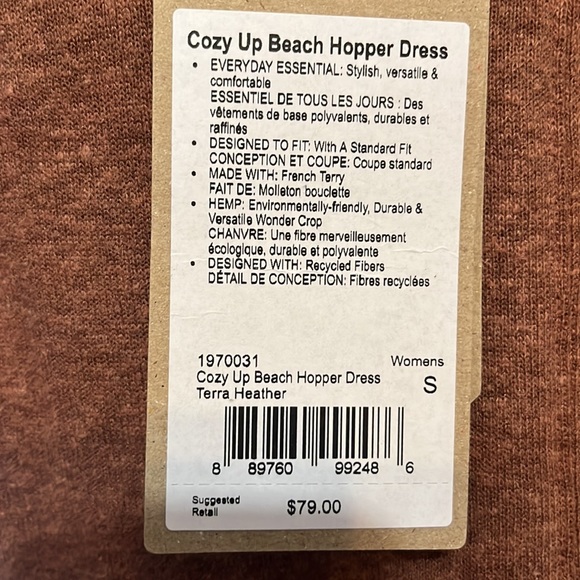 Cozy Up Beach Hopper Dress
• EVERYDAY ESSENTIAL: Stylish, versatile &
comfortable
ESSENTIEL DE TOUS LES JOURS : Des
vêtements de base polyvalents, durables et
raffinés
• DESIGNED TO FIT: With A Standard Fit
CONCEPTION ET COUPE: Coupe standard
• MADE WITH: French Terry
FAIT DE: Molleton bouclette
• HEMP: Environmentally-friendly, Durable &
Versatile Wonder Crop
CHANVRE: Une fibre merveilleusement
écologique, durable et polyvalente
• DESIGNED WITH: Recycled Fibers
DÉTAIL DE CONCEPTION: Fibres recyclées
1970031 Womens
Cozy Up Beach Hopper Dress S
Terra Heather
8 89760 99248 6
Suggested
Retail $79.00